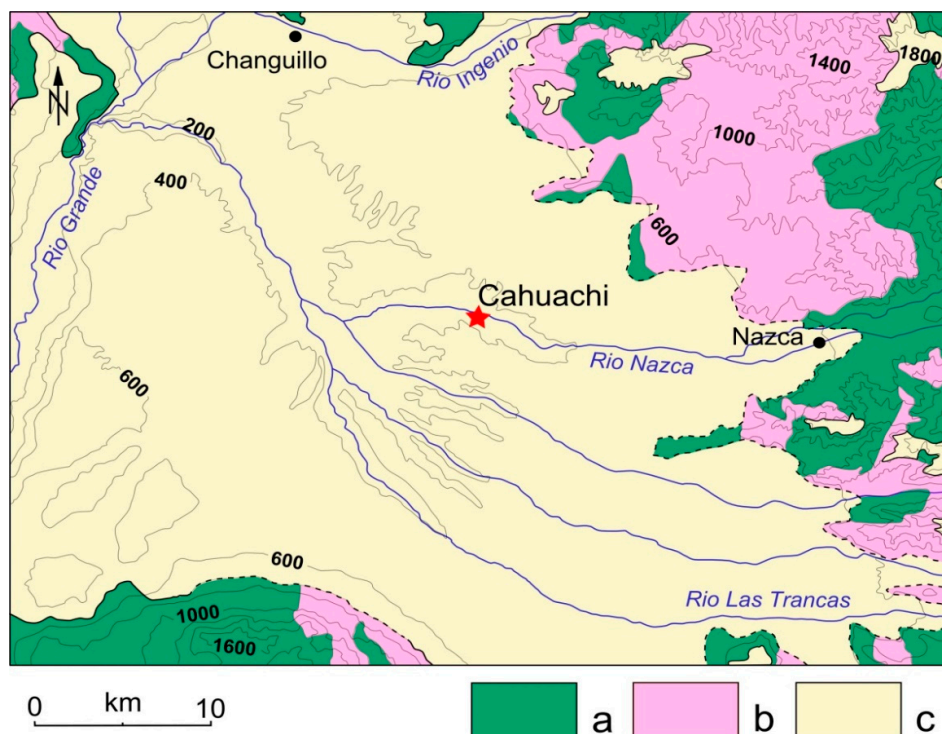 1800
1400
Changuillo
Rio Ingenio
N
200
1000
400
Rio Grande
600
Cahuachi
Nazca
Rio Nazca
600
600
Rio Las Trancas
1000
1600
0 km 10
a b c